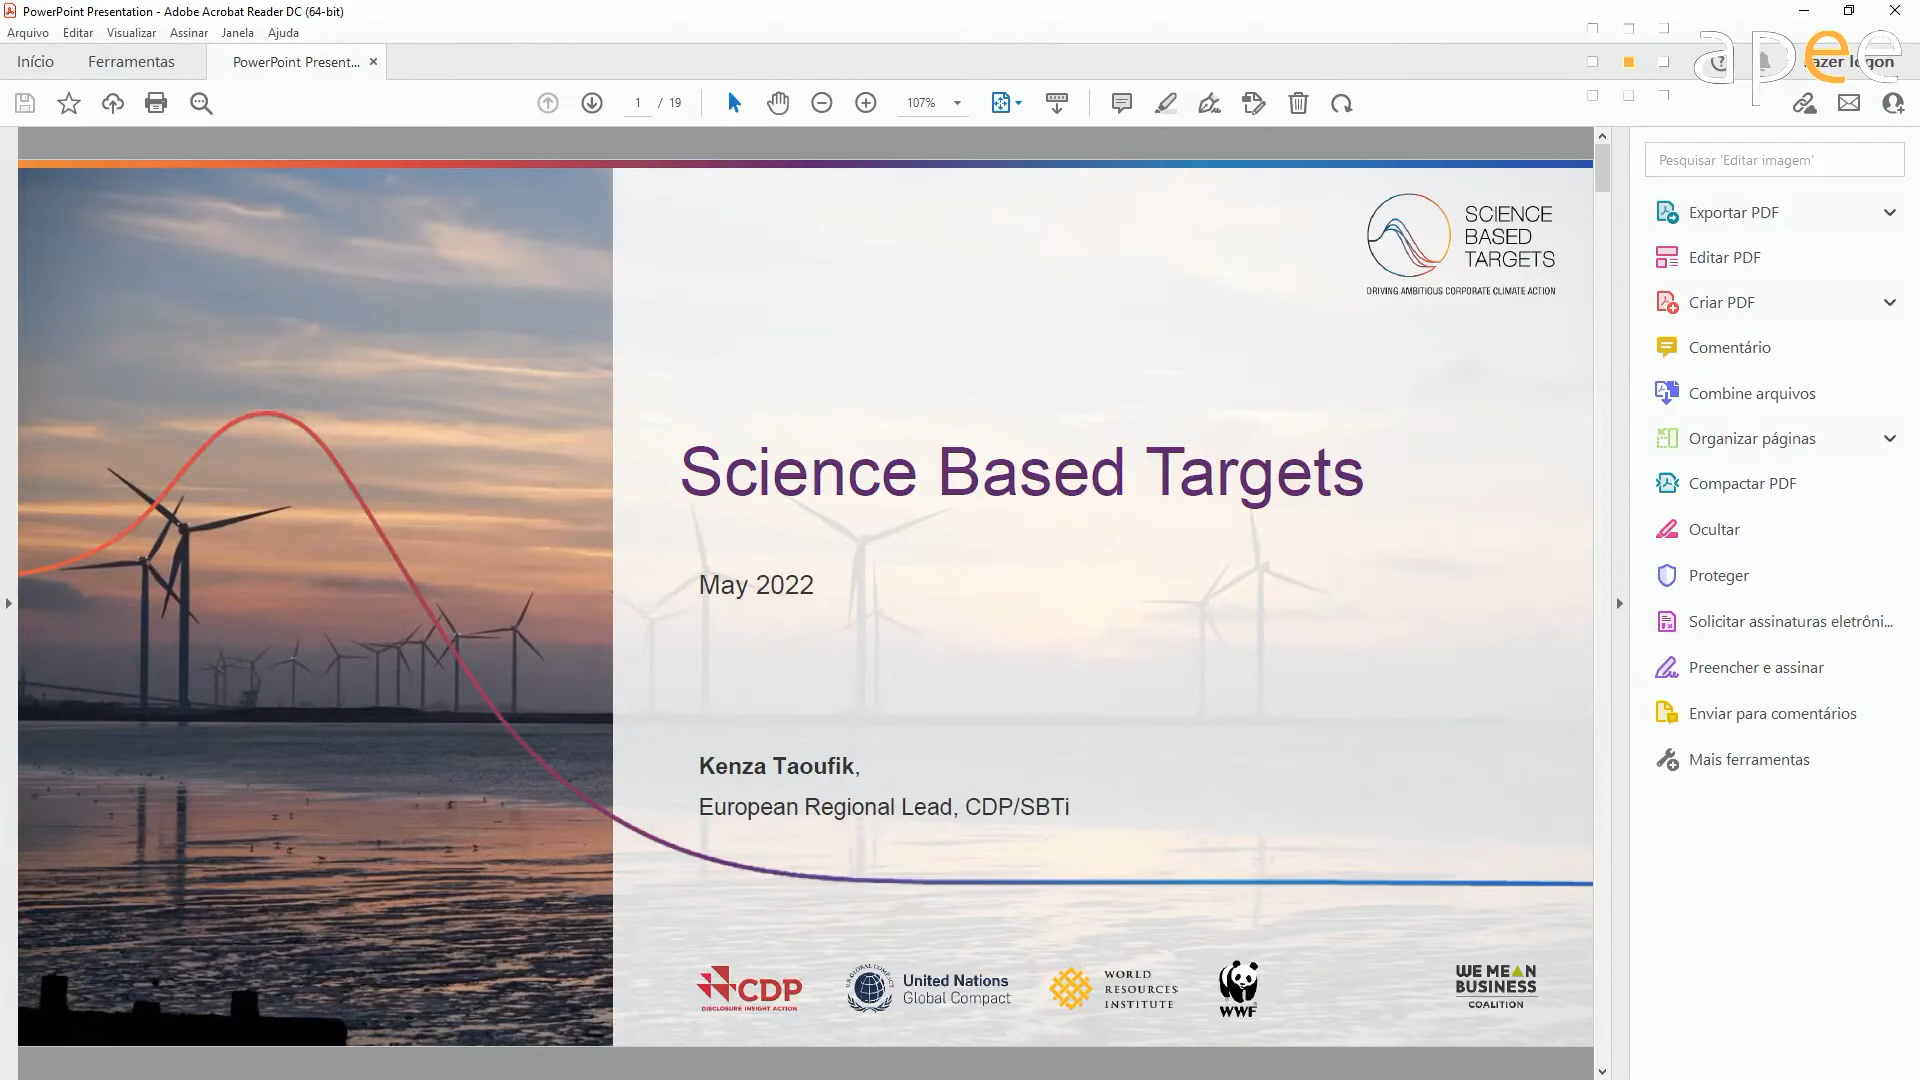 PowerPoint Presentation - Adobe Acrobat Reader DC (64-bit)
Arquivo Editar Visualizar Assinar Janela Ajuda
Início Ferramentas PowerPoint Present...
apee
1 / 19 107%
Pesquisar 'Editar imagem'
Exportar PDF
Editar PDF
Criar PDF
Comentário
Combine arquivos
Organizar páginas
Compactar PDF
Ocultar
Proteger
Solicitar assinaturas eletrôni...
Preencher e assinar
Enviar para comentários
Mais ferramentas
SCIENCE
BASED
TARGETS
DRIVING AMBITIOUS CORPORATE CLIMATE ACTION
Science Based Targets
May 2022
Kenza Taoufik,
European Regional Lead, CDP/SBTi
CDP
DISCLOSURE INSIGHT ACTION
United Nations
Global Compact
WORLD
RESOURCES
INSTITUTE
WWF
WE MEAN
BUSINESS
COALITION